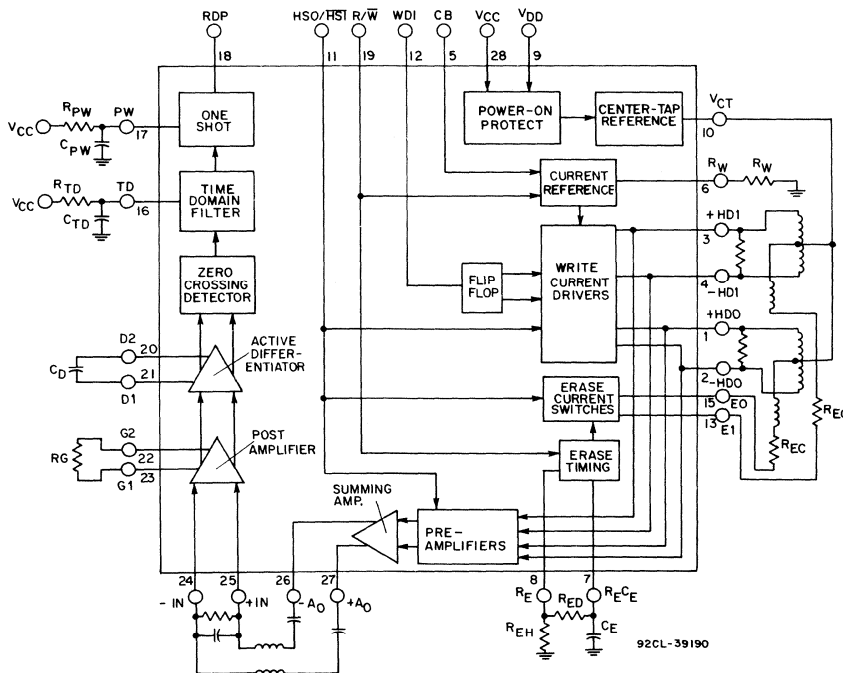 RDP
HSO/HSI R/W WDI CB VCC VDD
18 11 19 12 5 28 9
RPW PW
VCC
CPW
17
ONE SHOT
POWER-ON PROTECT
CENTER-TAP REFERENCE
VCT
10
RTD TD
VCC
CTD
16
TIME DOMAIN FILTER
CURRENT REFERENCE
RW
6
RW
ZERO CROSSING DETECTOR
FLIP FLOP
WRITE CURRENT DRIVERS
+HD1
3
4
-HD1
+HD0
1
2
-HD0
D2
20
CD
21
D1
ACTIVE DIFFER-ENTIATOR
ERASE CURRENT SWITCHES
15 E0
13 E1
REC
REC
G2
22
RG
23
G1
POST AMPLIFIER
ERASE TIMING
SUMMING AMP.
PRE-AMPLIFIERS
24 25 26 27 8 7
-IN +IN -AO +AO RE RECE
RED
REH
CE
92CL-39190